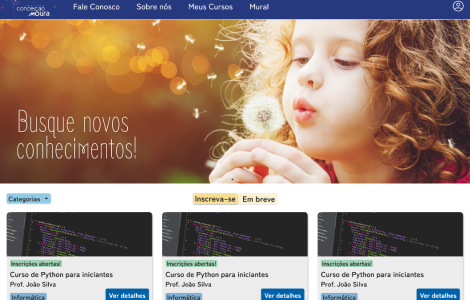 conceição
moura
Fale Conosco Sobre nós Meus Cursos Mural
Busque novos
conhecimentos!
Categorias Inscreva-se Em breve
Inscrições abertas! Inscrições abertas! Inscrições abertas!
Curso de Python para iniciantes Curso de Python para iniciantes Curso de Python para iniciantes
Prof. João Silva Prof. João Silva Prof. João Silva
Informática Ver detalhes Informática Ver detalhes Informática Ver detalhes